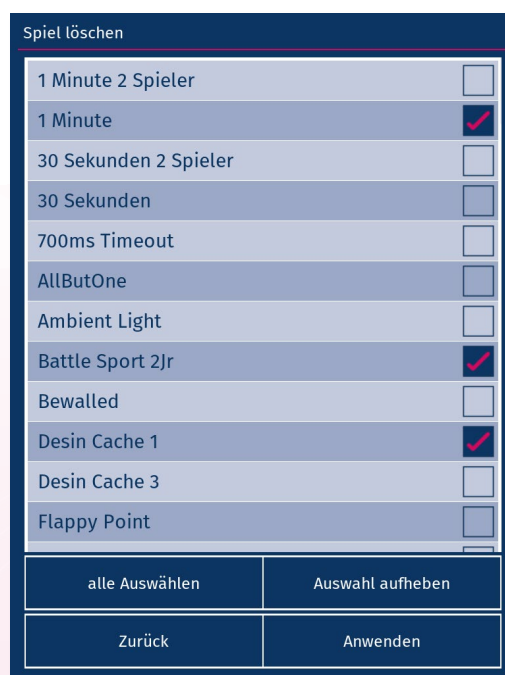 Spiel löschen
1 Minute 2 Spieler
1 Minute
30 Sekunden 2 Spieler
30 Sekunden
700ms Timeout
AllButOne
Ambient Light
Battle Sport 2Jr
Bewalled
Desin Cache 1
Desin Cache 3
Flappy Point
alle Auswählen Auswahl aufheben
Zurück Anwenden